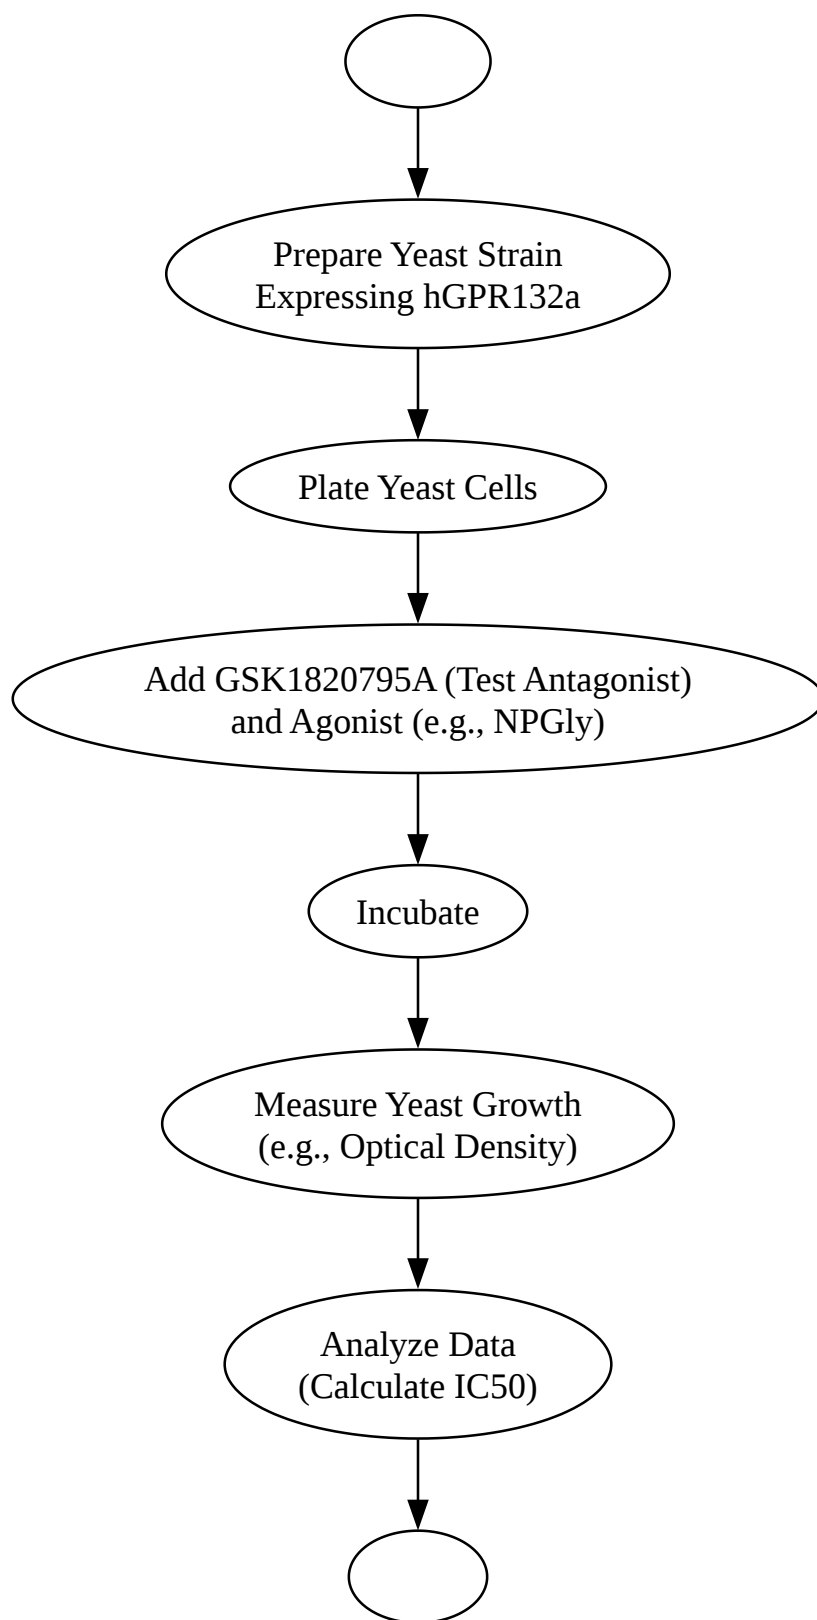 Prepare Yeast Strain
Expressing hGPR132a
Plate Yeast Cells
Add GSK1820795A (Test Antagonist)
and Agonist (e.g., NPGly)
Incubate
Measure Yeast Growth
(e.g., Optical Density)
Analyze Data
(Calculate IC50)